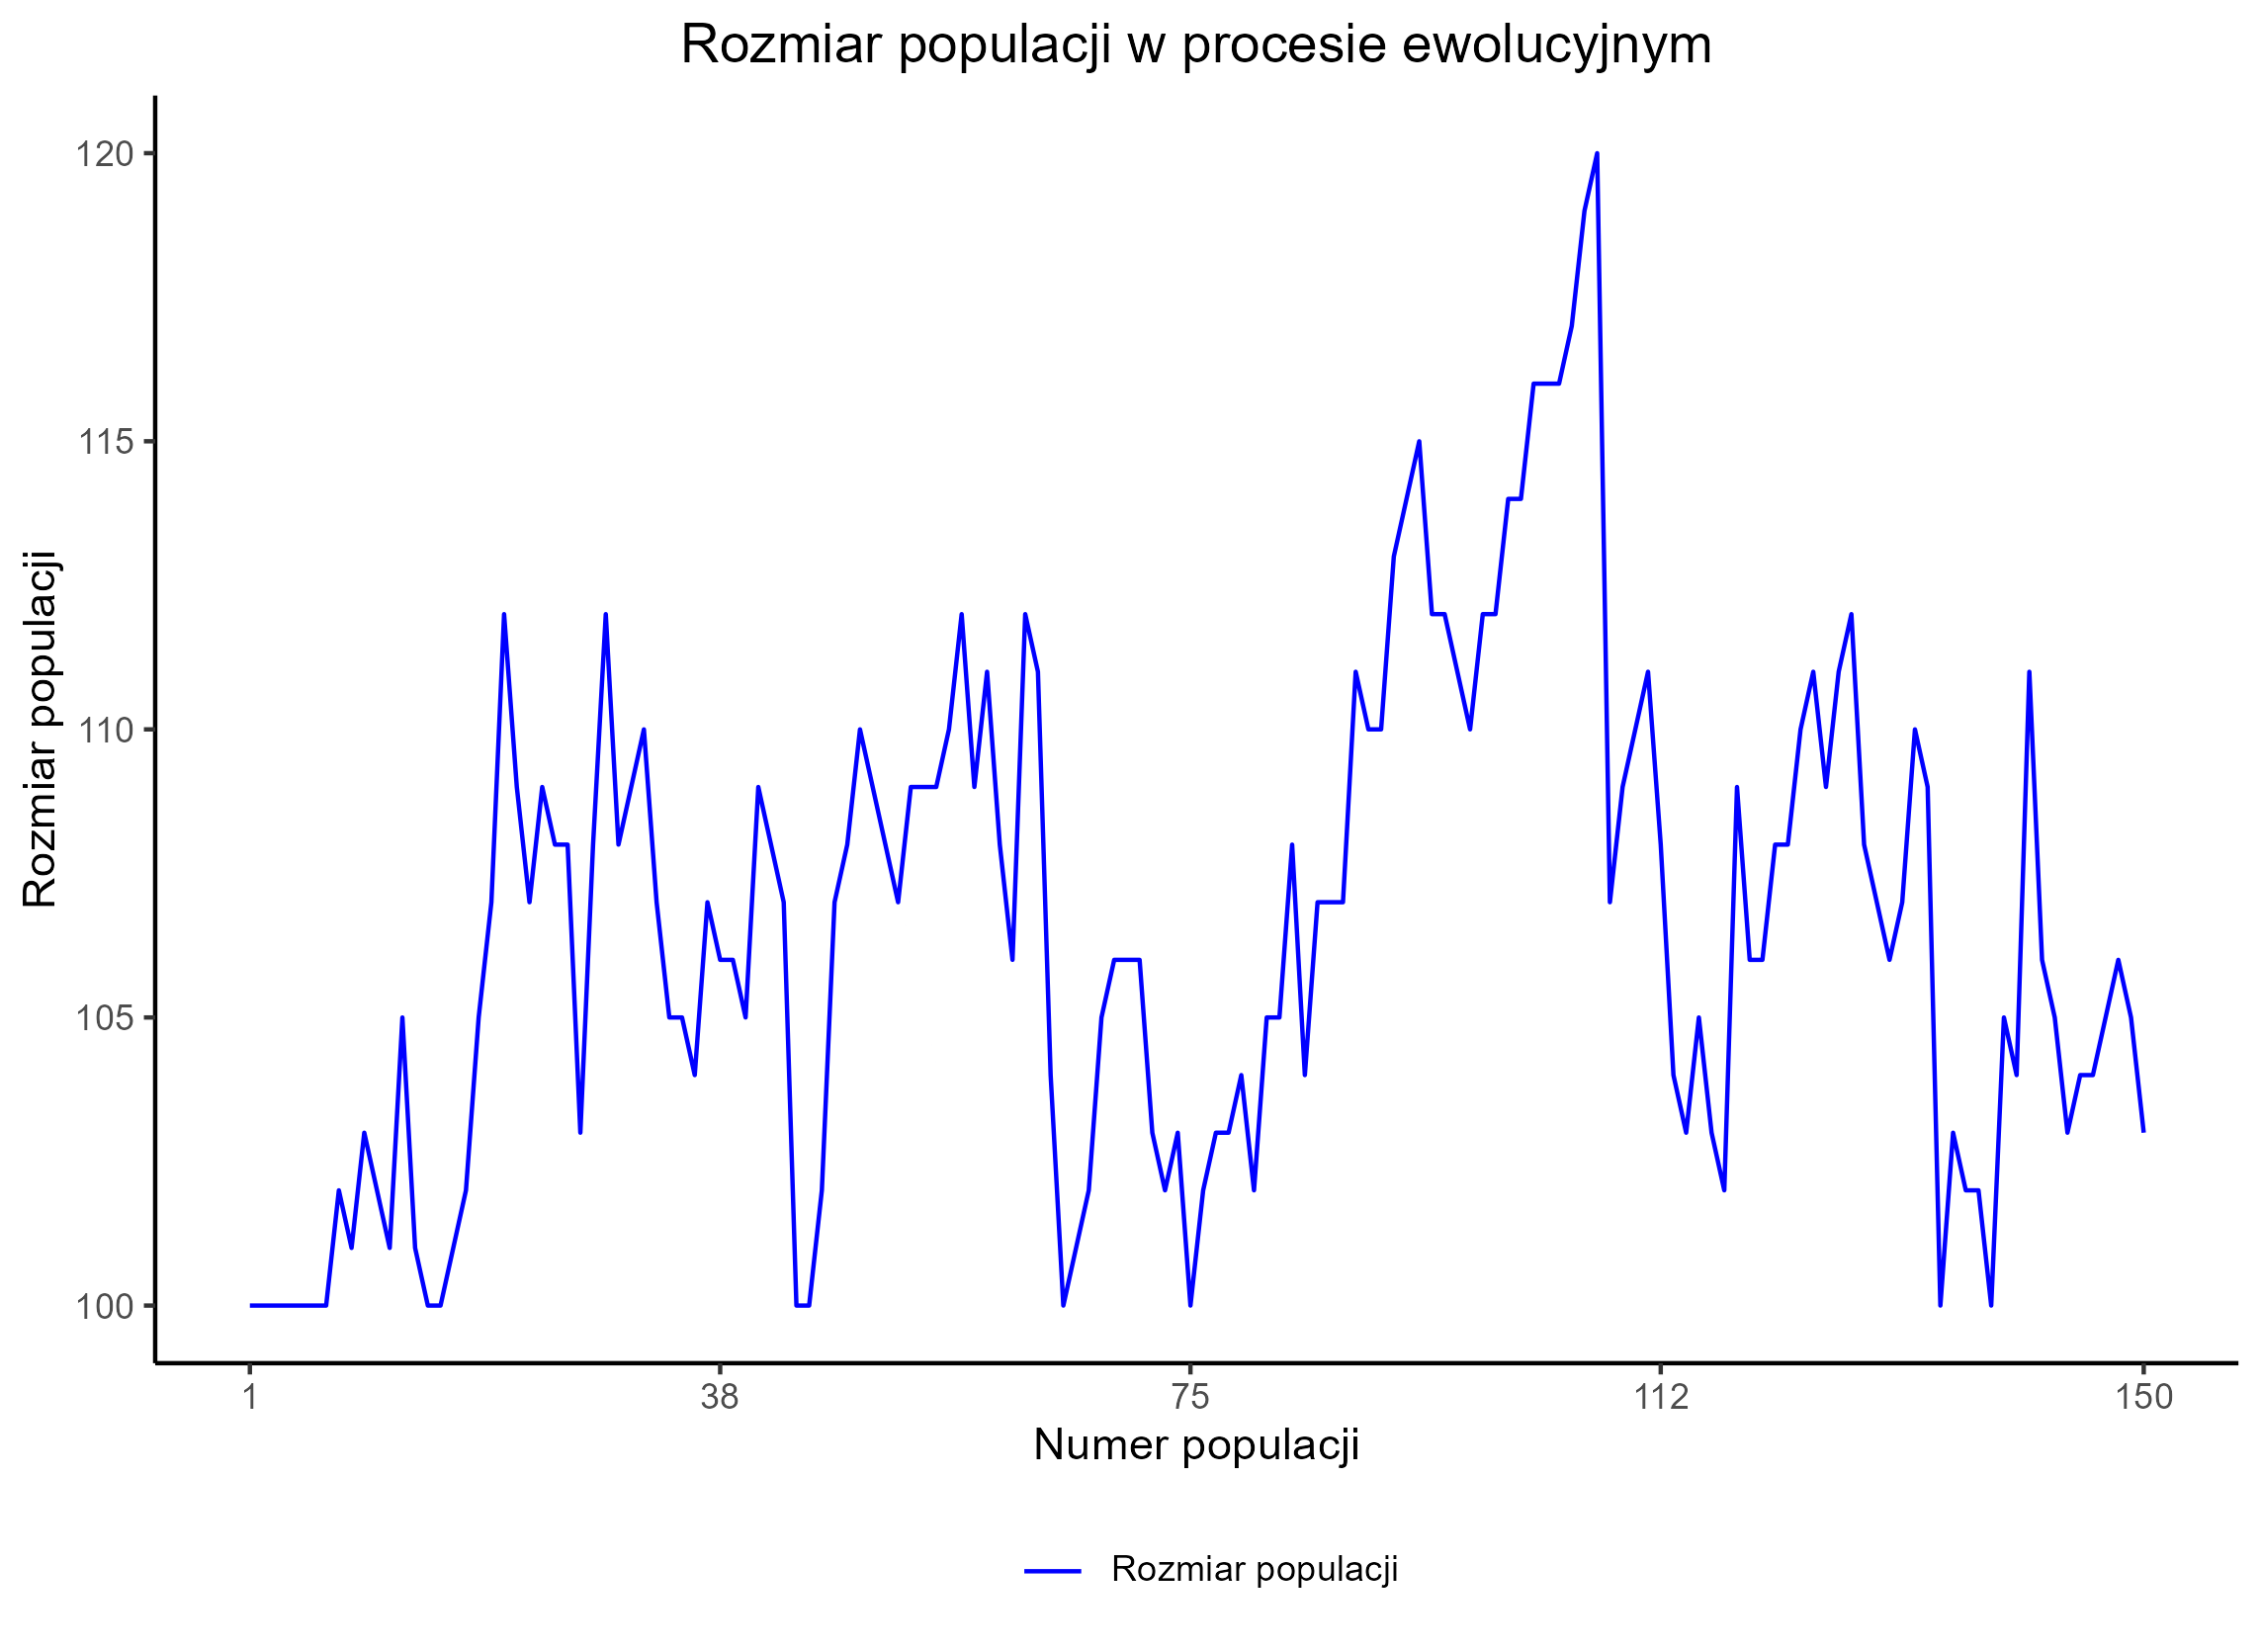 Rozmiar populacji w procesie ewolucyjnym
Rozmiar populacji
120
115
110
105
100
1
38
75
112
150
Numer populacji
Rozmiar populacji